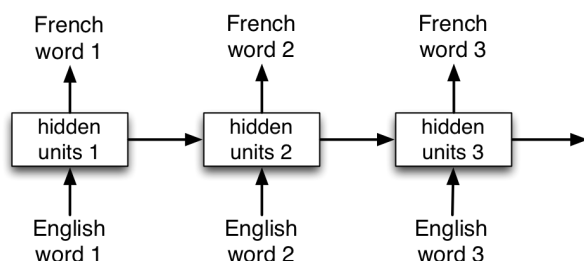 French
word 1
French
word 2
French
word 3
hidden
units 1
hidden
units 2
hidden
units 3
English
word 1
English
word 2
English
word 3